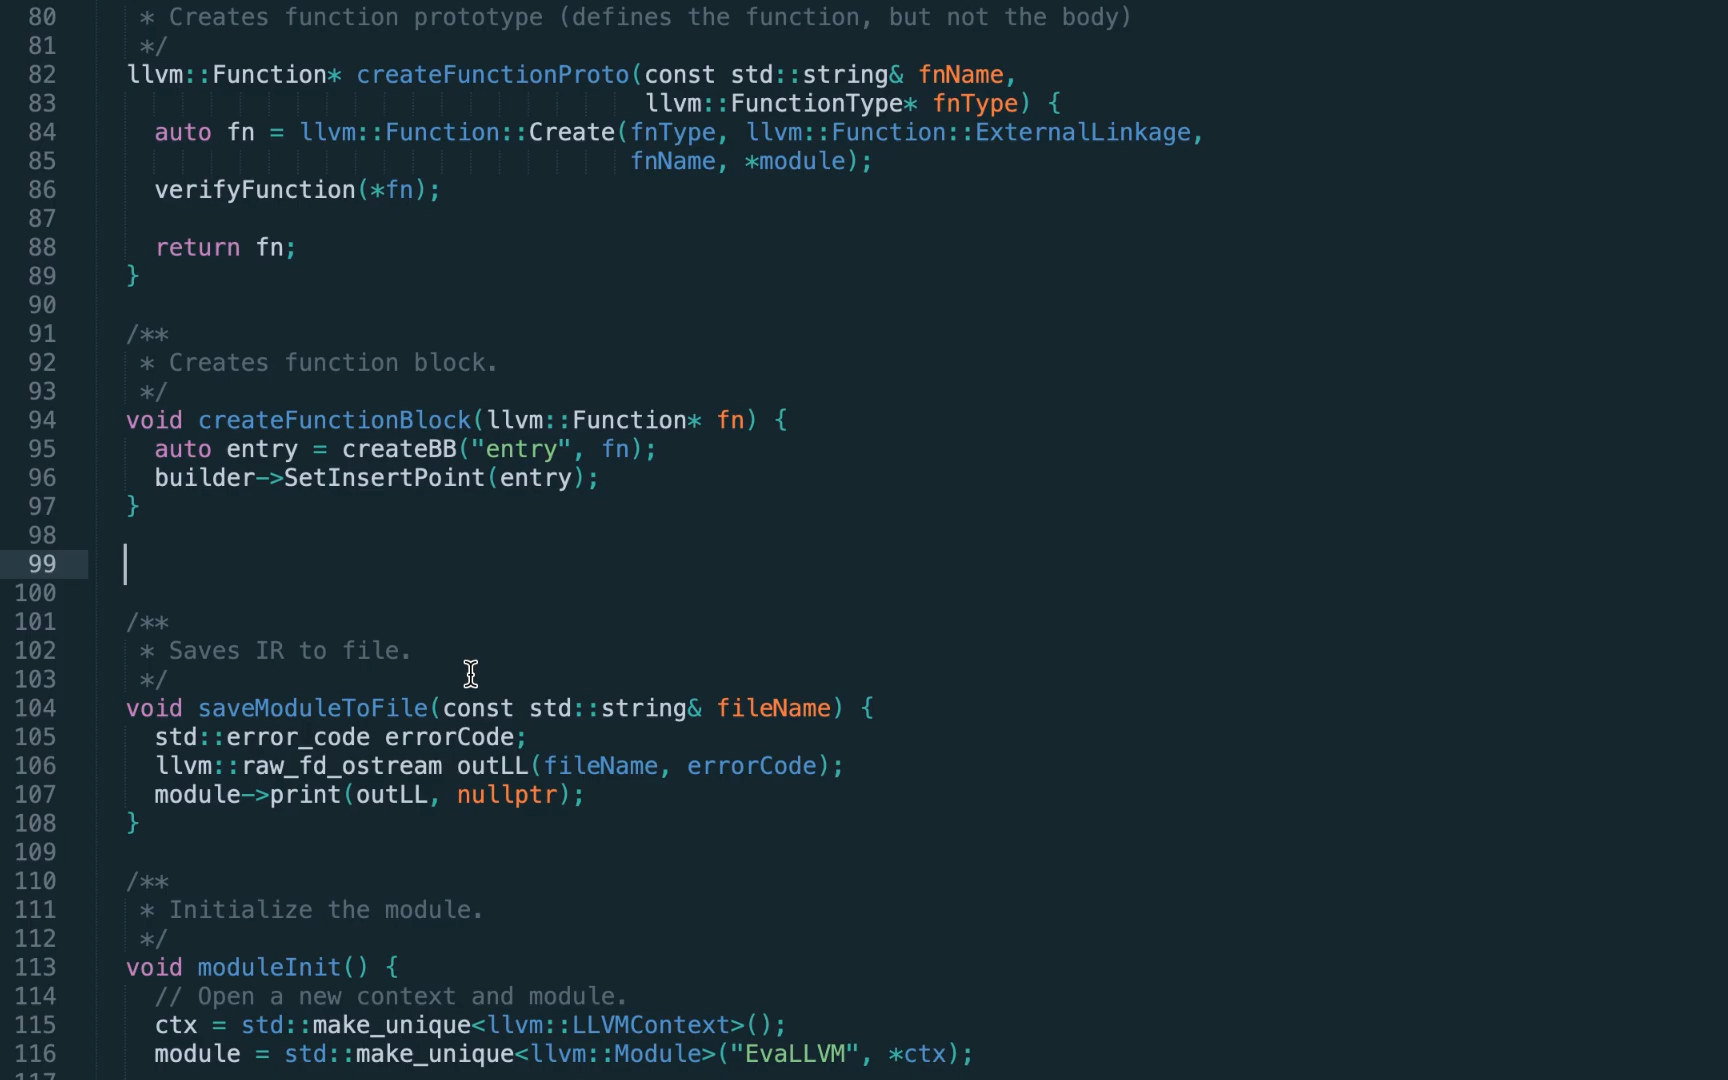 80 * Creates function prototype (defines the function, but not the body)
81 */
82 llvm::Function* createFunctionProto(const std::string& fnName,
83 llvm::FunctionType* fnType) {
84 auto fn = llvm::Function::Create(fnType, llvm::Function::ExternalLinkage,
85 fnName, *module);
86 verifyFunction(*fn);
87
88 return fn;
89 }
90
91 /**
92 * Creates function block.
93 */
94 void createFunctionBlock(llvm::Function* fn) {
95 auto entry = createBB("entry", fn);
96 builder->SetInsertPoint(entry);
97 }
98
99
100
101 /**
102 * Saves IR to file.
103 */
104 void saveModuleToFile(const std::string& fileName) {
105 std::error_code errorCode;
106 llvm::raw_fd_ostream outLL(fileName, errorCode);
107 module->print(outLL, nullptr);
108 }
109
110 /**
111 * Initialize the module.
112 */
113 void moduleInit() {
114 // Open a new context and module.
115 ctx = std::make_unique<llvm::LLVMContext>();
116 module = std::make_unique<llvm::Module>("EvaLLVM", *ctx);
117